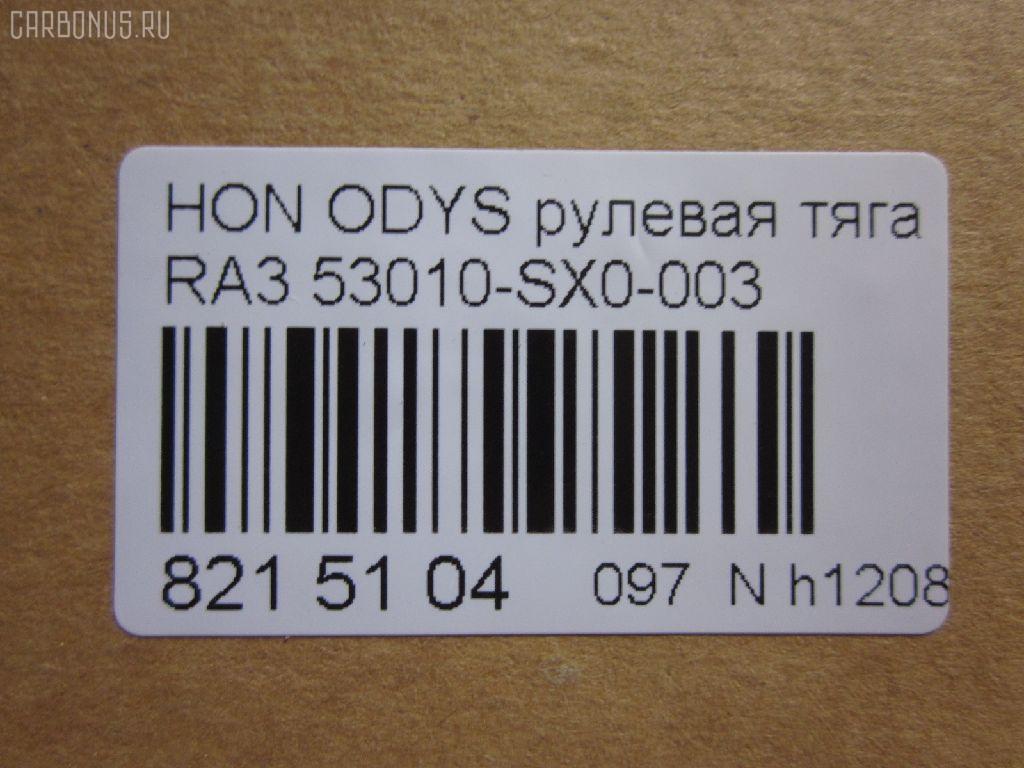 CARBONUS.RU
HON ODYS рулевая тяга
RA3 53010-SX0-003
821 51 04 097 N h1208